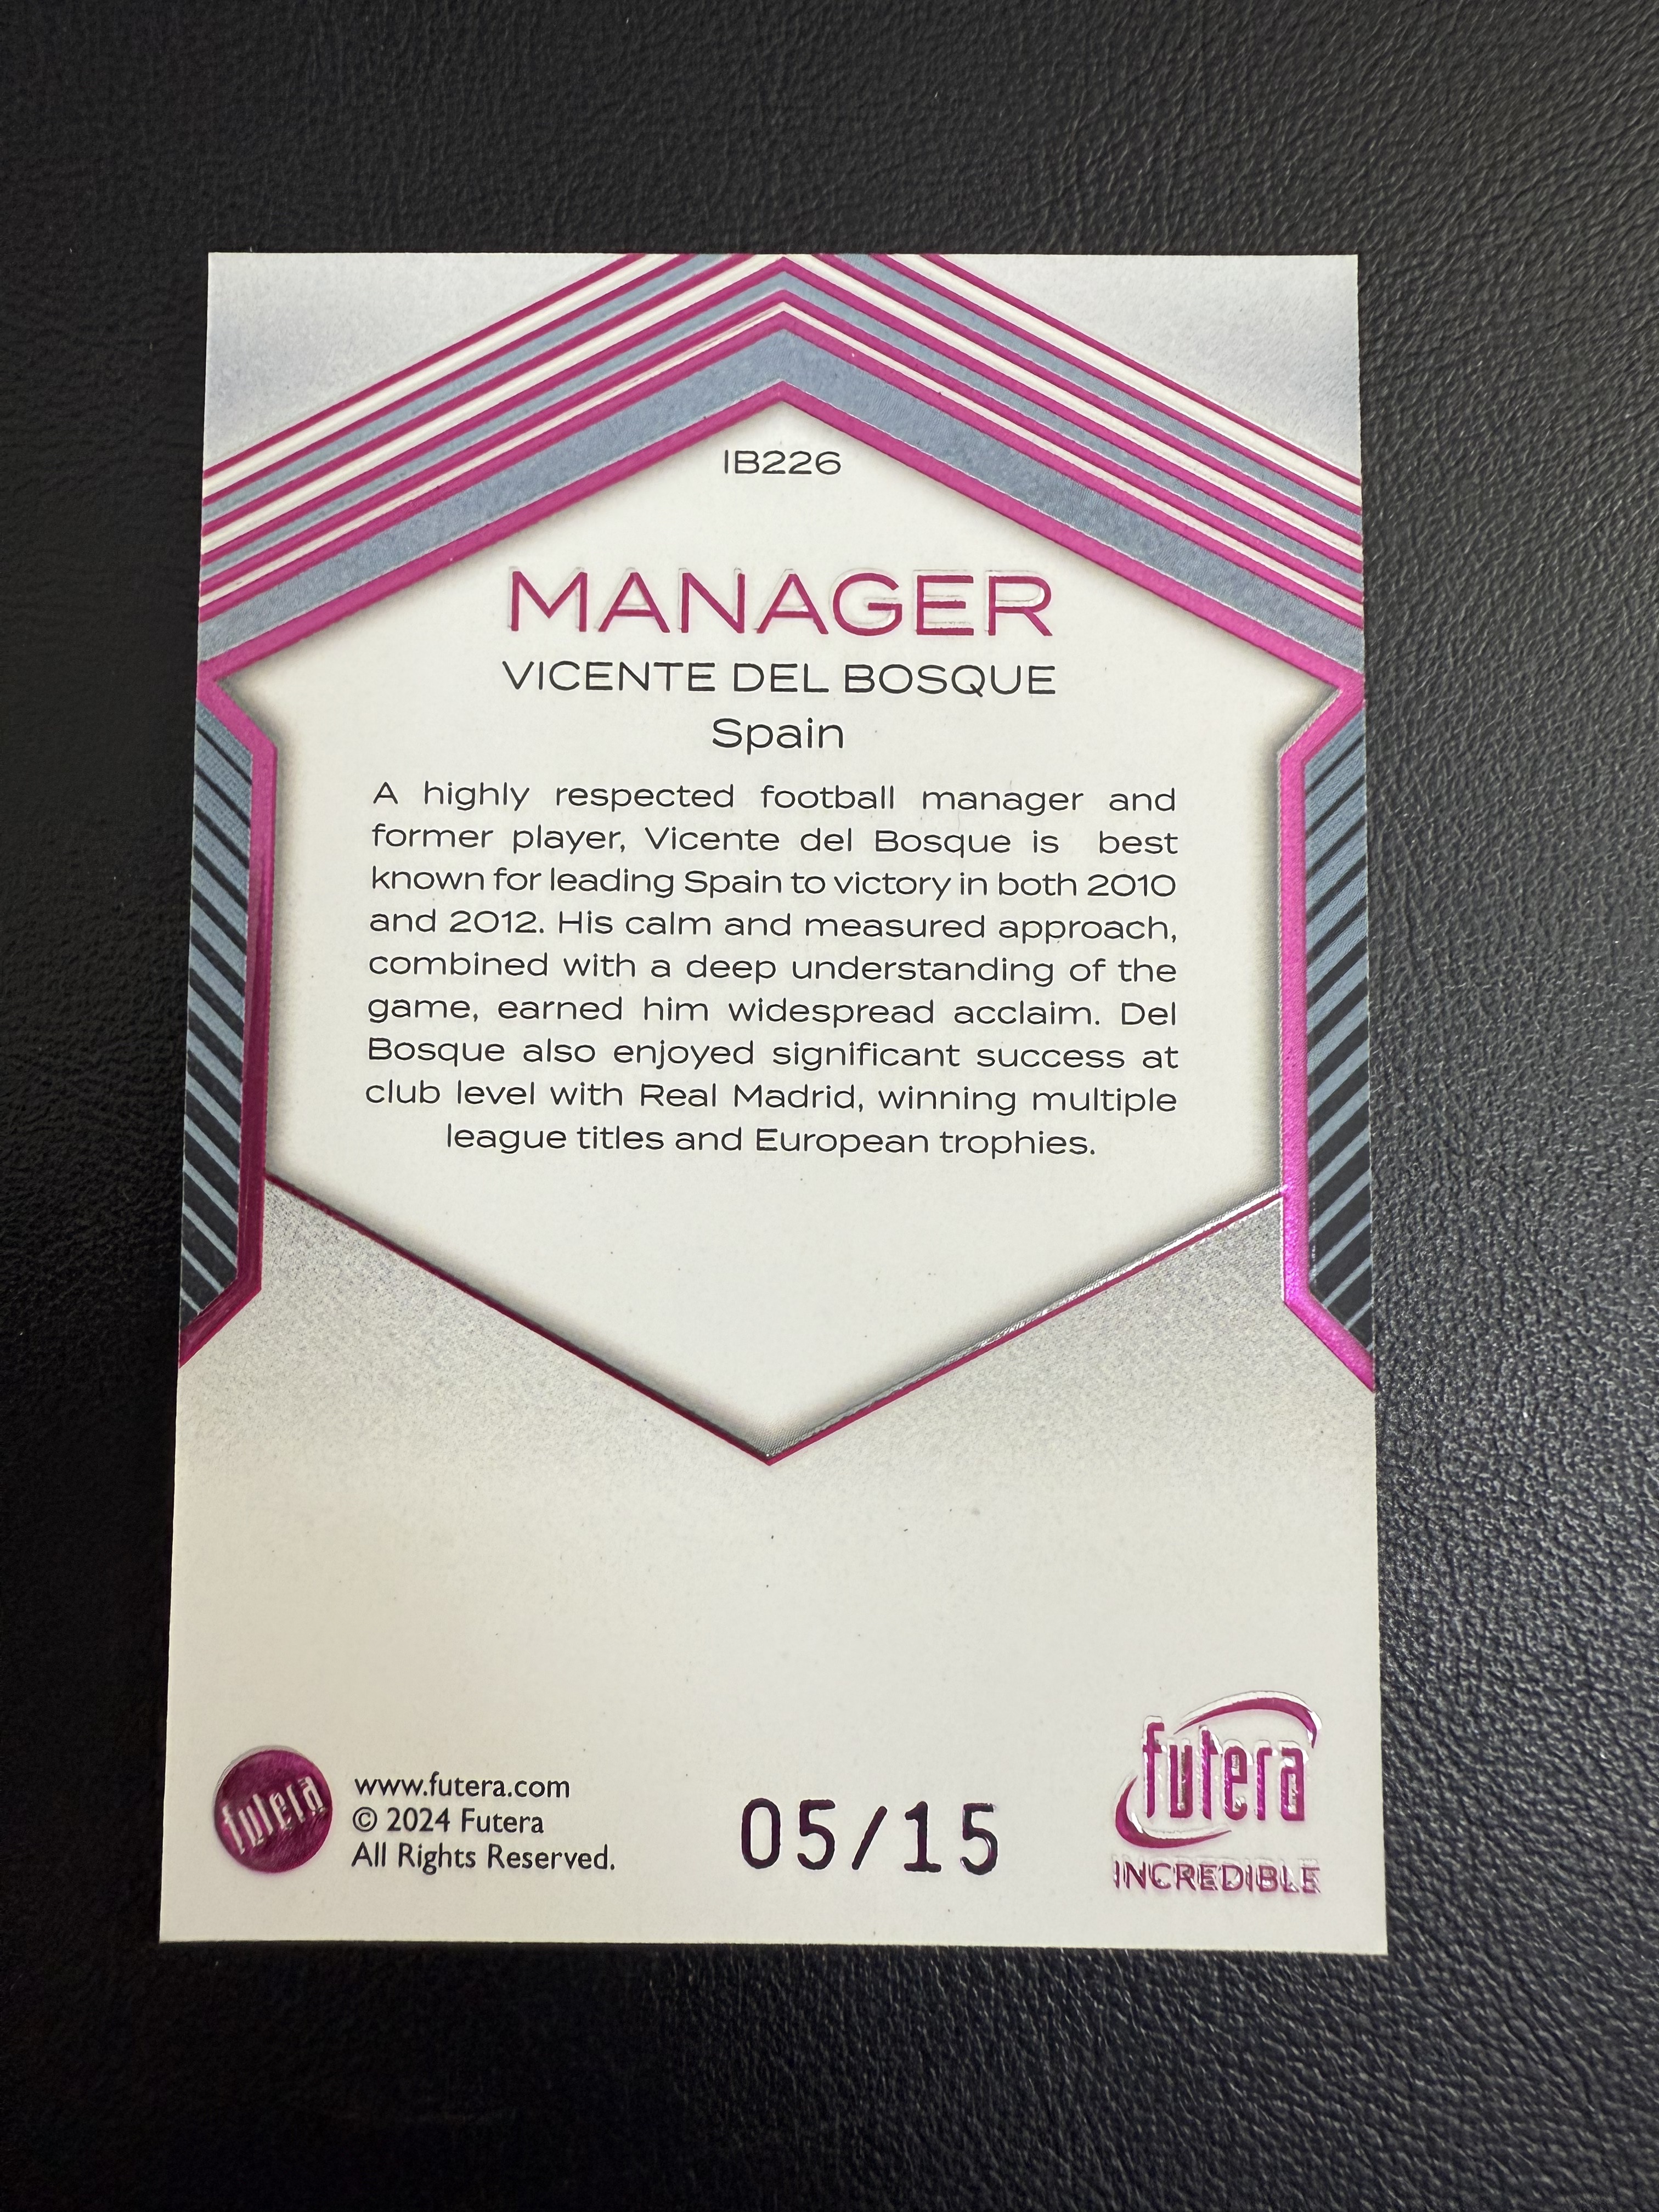 IB226
MANAGER
VICENTE DEL BOSQUE
Spain
A highly respected football manager and
former player, Vicente del Bosque is best
known for leading Spain to victory in both 2010
and 2012. His calm and measured approach,
combined with a deep understanding of the
game, earned him widespread acclaim. Del
Bosque also enjoyed significant success at
club level with Real Madrid, winning multiple
league titles and European trophies.
futera
www.futera.com
© 2024 Futera
All Rights Reserved.
05/15
futera
INCREDIBLE